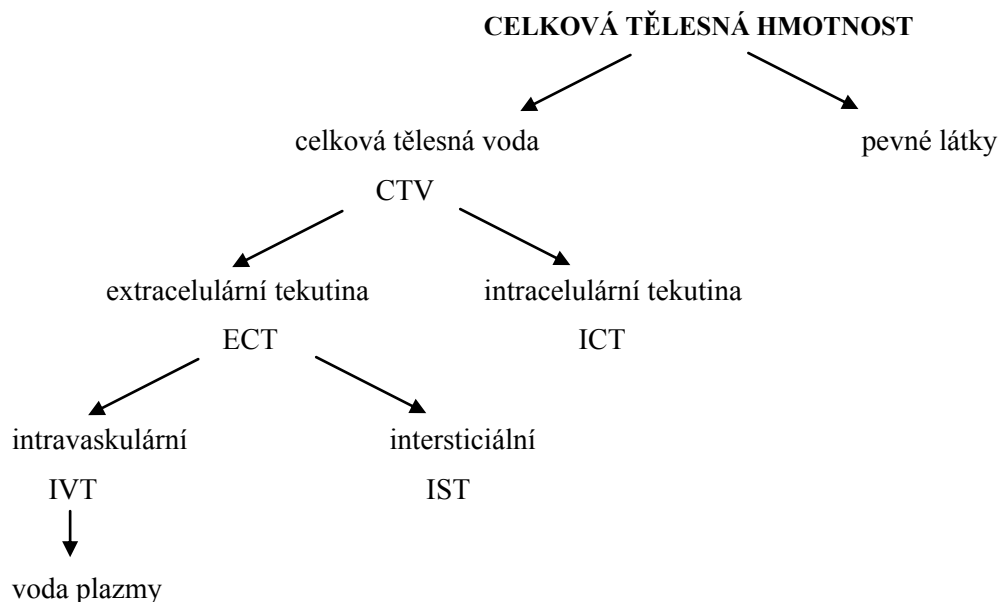 CELKOVÁ TĚLESNÁ HMOTNOST
celková tělesná voda pevné látky
CTV
extracelulární tekutina intracelulární tekutina
ECT ICT
intravaskulární intersticiální
IVT IST
voda plazmy